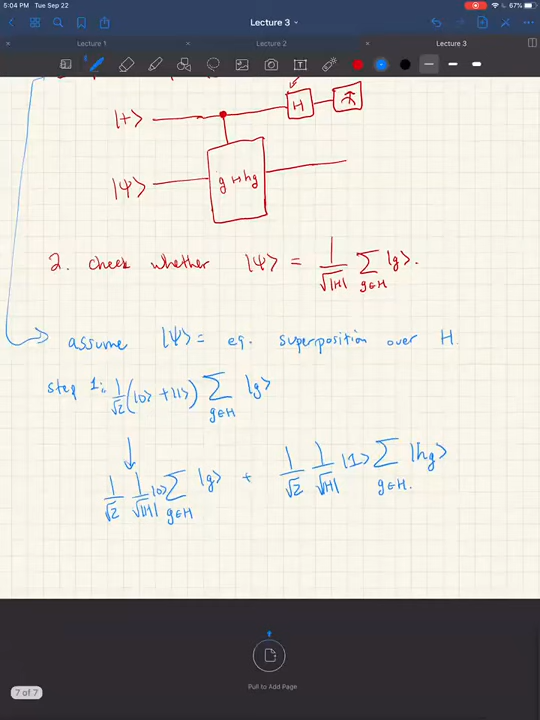 5:04 PM Tue Sep 22
67%
Lecture 3
Lecture 1
Lecture 2
Lecture 3
|+⟩
H
|Ψ⟩
g ↦ hg
2. check whether |Ψ⟩ = 1/√|H| ∑_{g∈H} |g⟩.
assume |Ψ⟩ = eq. superposition over H.
step 1: 1/√2 (|0⟩ + |1⟩) ∑_{g∈H} |g⟩
1/√2 1/√|H| |0⟩ ∑_{g∈H} |g⟩ + 1/√2 1/√|H| |1⟩ ∑_{g∈H.} |hg⟩
7 of 7
Pull to Add Page